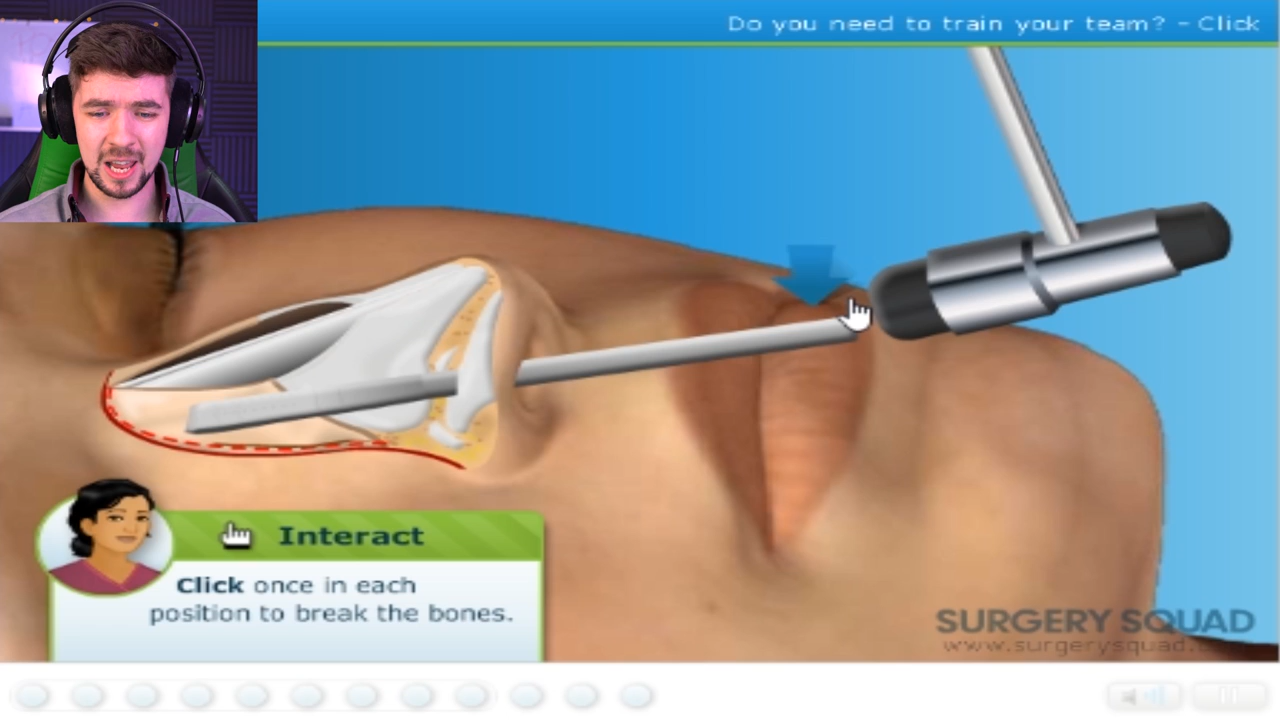 Do you need to train your team? - Click
Interact
Click once in each
position to break the bones.
SURGERY SQUAD
www.surgerysquad.